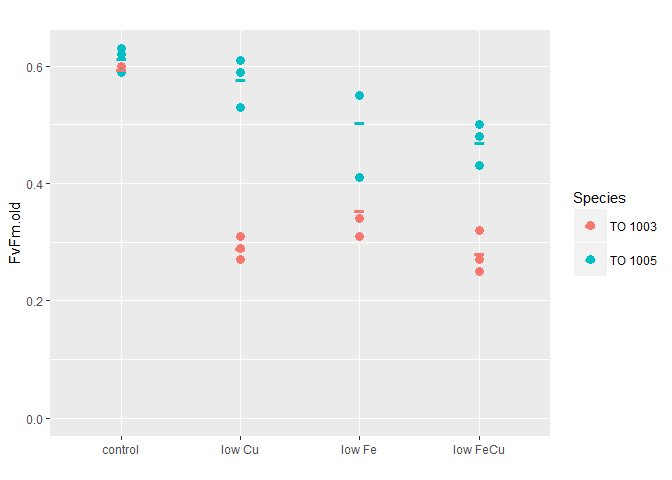 FvFm.old
0.6
0.4
0.2
0.0
control
low Cu
low Fe
low FeCu
Species
TO 1003
TO 1005